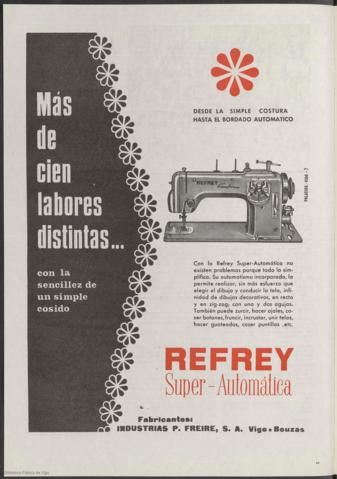 Más
de
cien
labores
distintas...
con la
sencillez de
un simple
cosido
DESDE LA SIMPLE COSTURA
HASTA EL BORDADO AUTOMATICO
REFREY
Con la Refrey Super-Automática no
existen problemas porque todo lo sim-
plifica. Su automatismo incorporado, le
permite realizar, sin más esfuerzo que
elegir el dibujo y conducir la tela, infi-
nidad de dibujos decorativos, en recto
y en zig-zag; con una y dos agujas.
También puede zurcir, hacer ojales, co-
ser botones, fruncir, incrustar, unir telas,
hacer guateados, coser puntillas ,etc.
REFREY
Super-Automática
Fabricantes:
INDUSTRIAS P. FREIRE, S. A. Vigo-Bouzas
Biblioteca Pública de Vigo